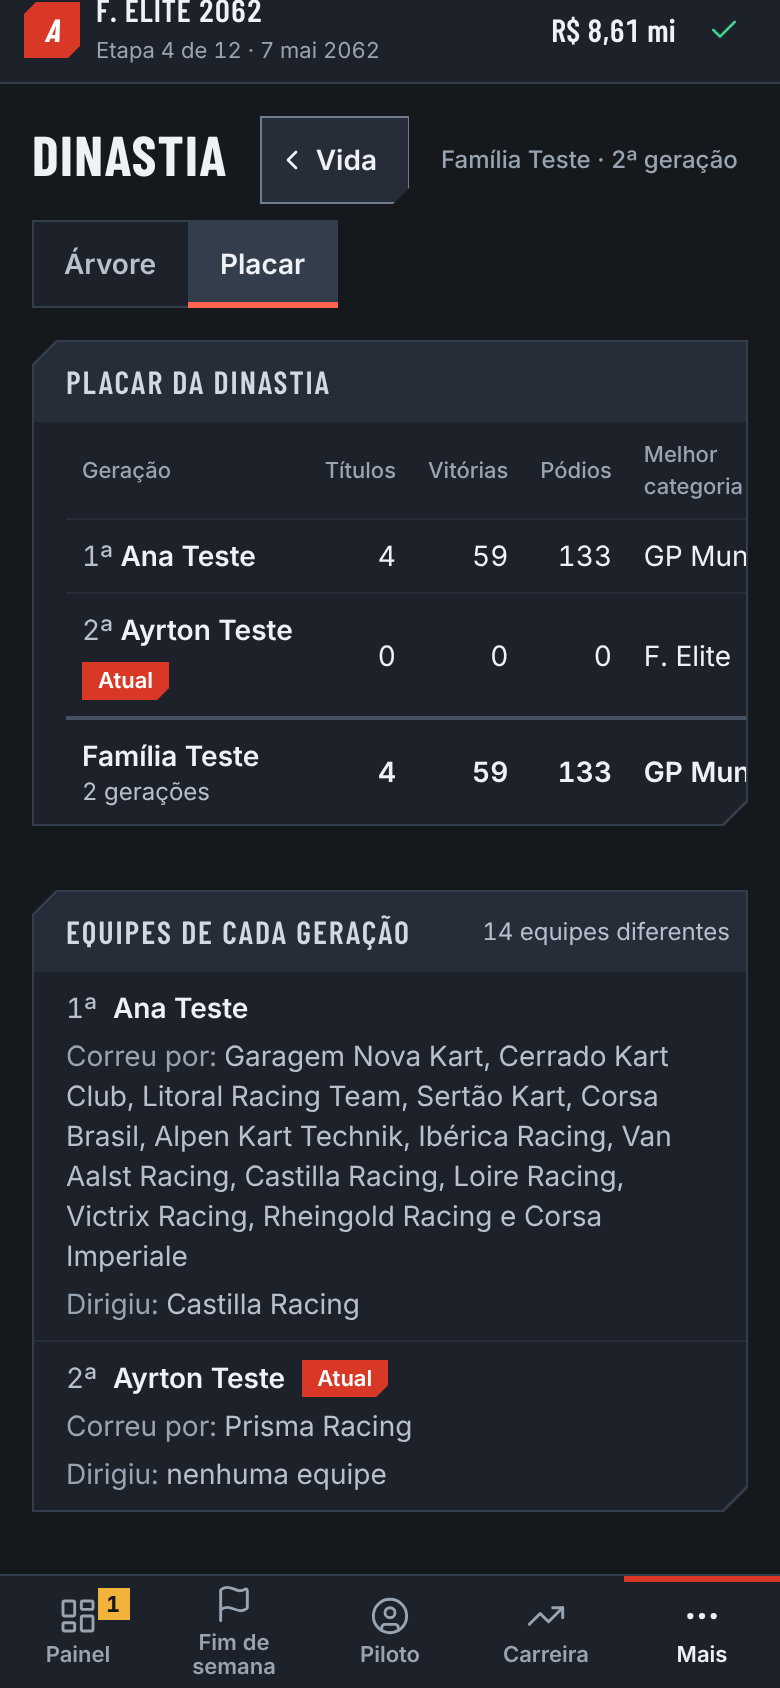 A
F. ELITE 2062
Etapa 4 de 12 · 7 mai 2062
R$ 8,61 mi
DINASTIA
Vida
Família Teste · 2ª geração
Árvore
Placar
PLACAR DA DINASTIA
Geração Títulos Vitórias Pódios Melhor categoria
1ª Ana Teste 4 59 133 GP Mun
2ª Ayrton Teste 0 0 0 F. Elite
Atual
Família Teste 4 59 133 GP Mun
2 gerações
EQUIPES DE CADA GERAÇÃO
14 equipes diferentes
1ª Ana Teste
Correu por: Garagem Nova Kart, Cerrado Kart
Club, Litoral Racing Team, Sertão Kart, Corsa
Brasil, Alpen Kart Technik, Ibérica Racing, Van
Aalst Racing, Castilla Racing, Loire Racing,
Victrix Racing, Rheingold Racing e Corsa
Imperiale
Dirigiu: Castilla Racing
2ª Ayrton Teste Atual
Correu por: Prisma Racing
Dirigiu: nenhuma equipe
1
Painel
Fim de
semana
Piloto
Carreira
Mais